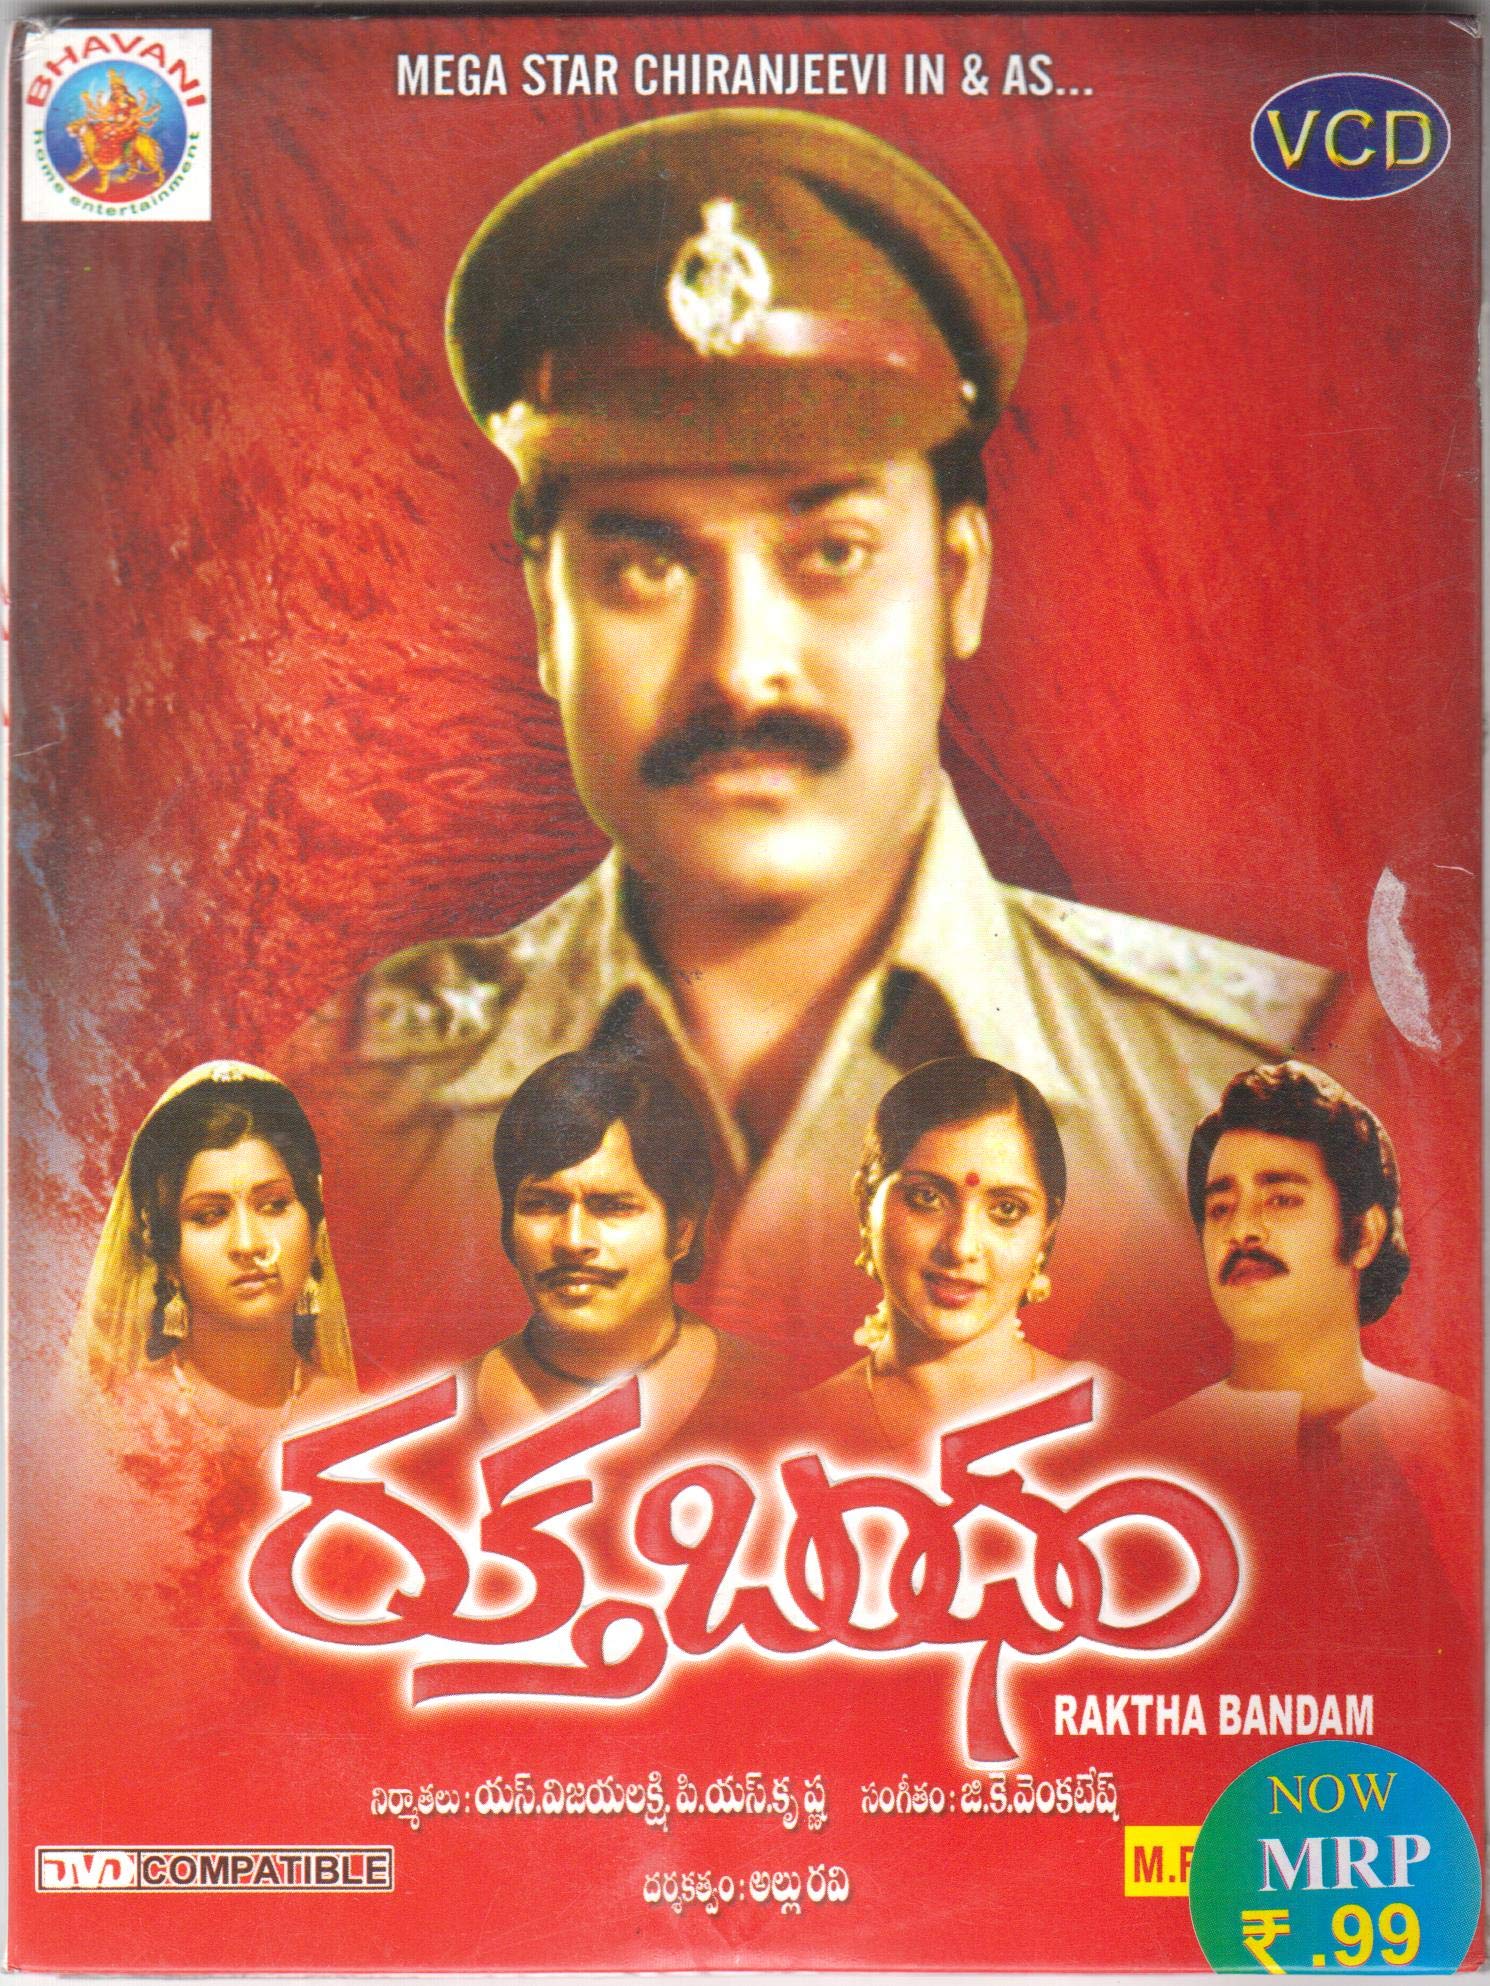 BHAVANI
home entertainment
MEGA STAR CHIRANJEEVI IN & AS...
VCD
రక్తబంధం
RAKTHA BANDAM
నిర్మాతలు : యస్.విజయలక్ష్మి, పి.యస్.కృష్ణ సంగీతం : జి.కె.వెంకటేష్
దర్శకత్వం : అల్లు రవి
DVD COMPATIBLE
NOW
MRP
₹ .99